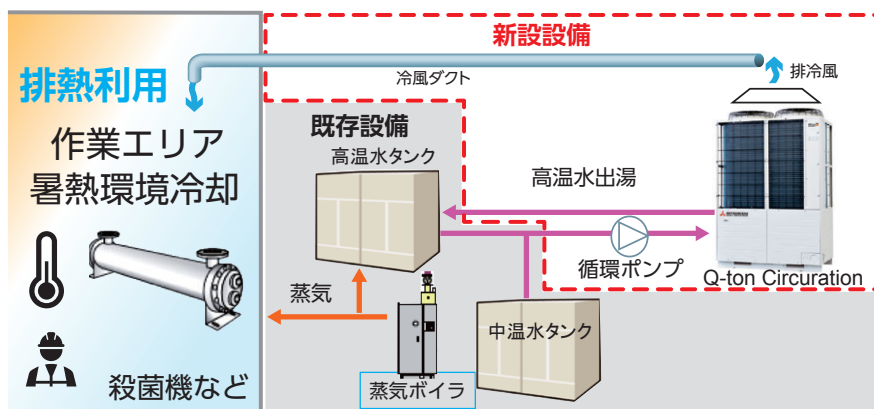 新設設備
排冷風
冷風ダクト
排熱利用
作業エリア
暑熱環境冷却
既存設備
高温水タンク
高温水出湯
循環ポンプ
Q-ton Circuration
蒸気
中温水タンク
蒸気ボイラ
殺菌機など